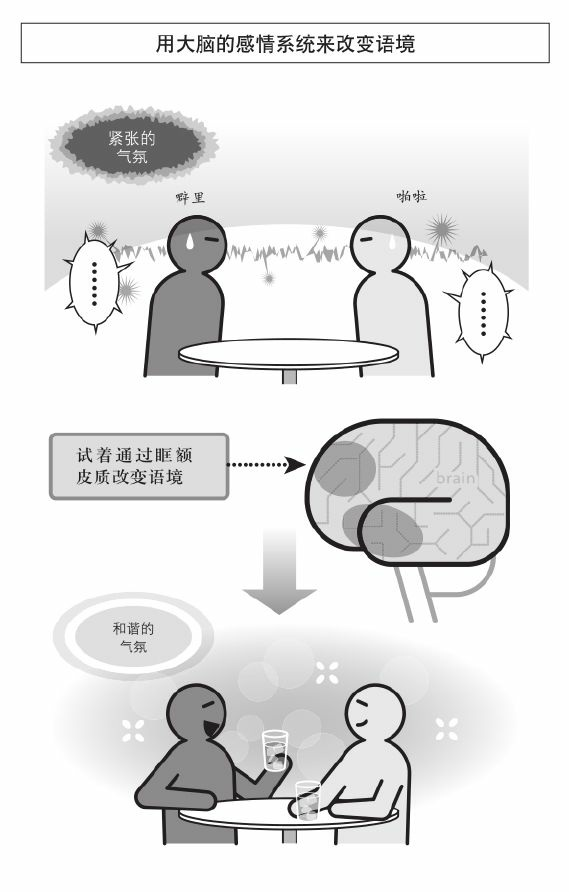 用大脑的感情系统来改变语境
紧张的
气氛
噼里
啪啦
试着通过眶额
皮质改变语境
brain
和谐的
气氛